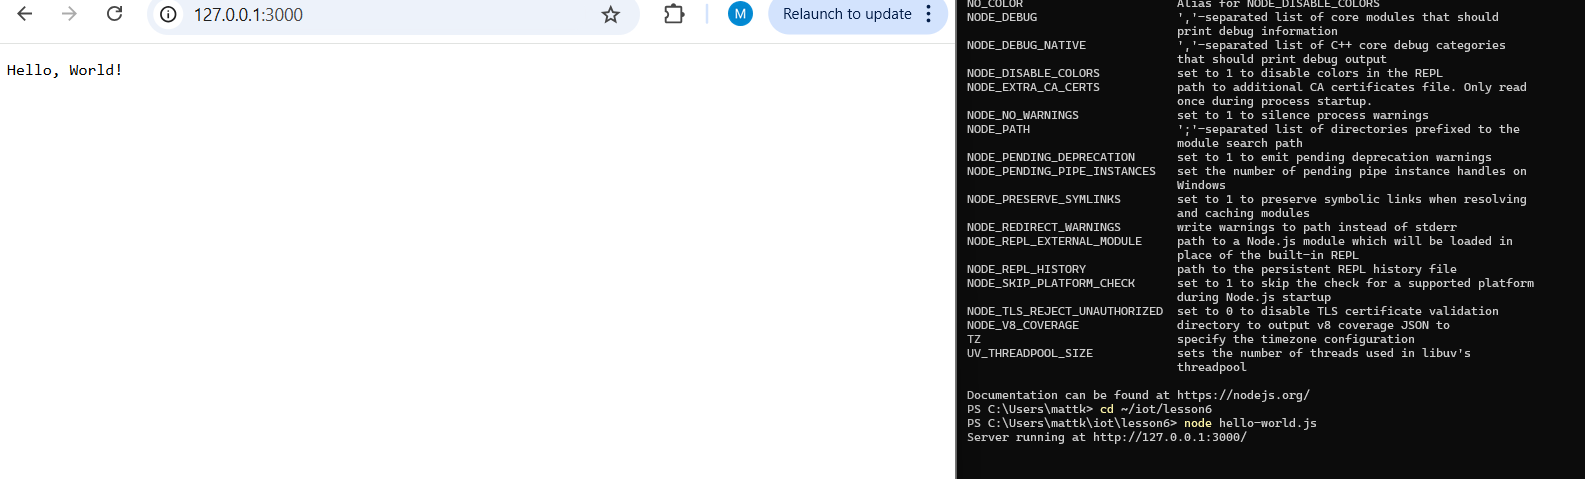 127.0.0.1:3000
M
Relaunch to update
Hello, World!
NO_COLOR Alias for NODE_DISABLE_COLORS
NODE_DEBUG ','-separated list of core modules that should
print debug information
NODE_DEBUG_NATIVE ','-separated list of C++ core debug categories
that should print debug output
NODE_DISABLE_COLORS set to 1 to disable colors in the REPL
NODE_EXTRA_CA_CERTS path to additional CA certificates file. Only read
once during process startup.
NODE_NO_WARNINGS set to 1 to silence process warnings
NODE_PATH ';'-separated list of directories prefixed to the
module search path
NODE_PENDING_DEPRECATION set to 1 to emit pending deprecation warnings
NODE_PENDING_PIPE_INSTANCES set the number of pending pipe instance handles on
Windows
NODE_PRESERVE_SYMLINKS set to 1 to preserve symbolic links when resolving
and caching modules
NODE_REDIRECT_WARNINGS write warnings to path instead of stderr
NODE_REPL_EXTERNAL_MODULE path to a Node.js module which will be loaded in
place of the built-in REPL
NODE_REPL_HISTORY path to the persistent REPL history file
NODE_SKIP_PLATFORM_CHECK set to 1 to skip the check for a supported platform
during Node.js startup
NODE_TLS_REJECT_UNAUTHORIZED set to 0 to disable TLS certificate validation
NODE_V8_COVERAGE directory to output v8 coverage JSON to
TZ specify the timezone configuration
UV_THREADPOOL_SIZE sets the number of threads used in libuv's
threadpool
Documentation can be found at https://nodejs.org/
PS C:\Users\mattk> cd ~/iot/lesson6
PS C:\Users\mattk\iot\lesson6> node hello-world.js
Server running at http://127.0.0.1:3000/